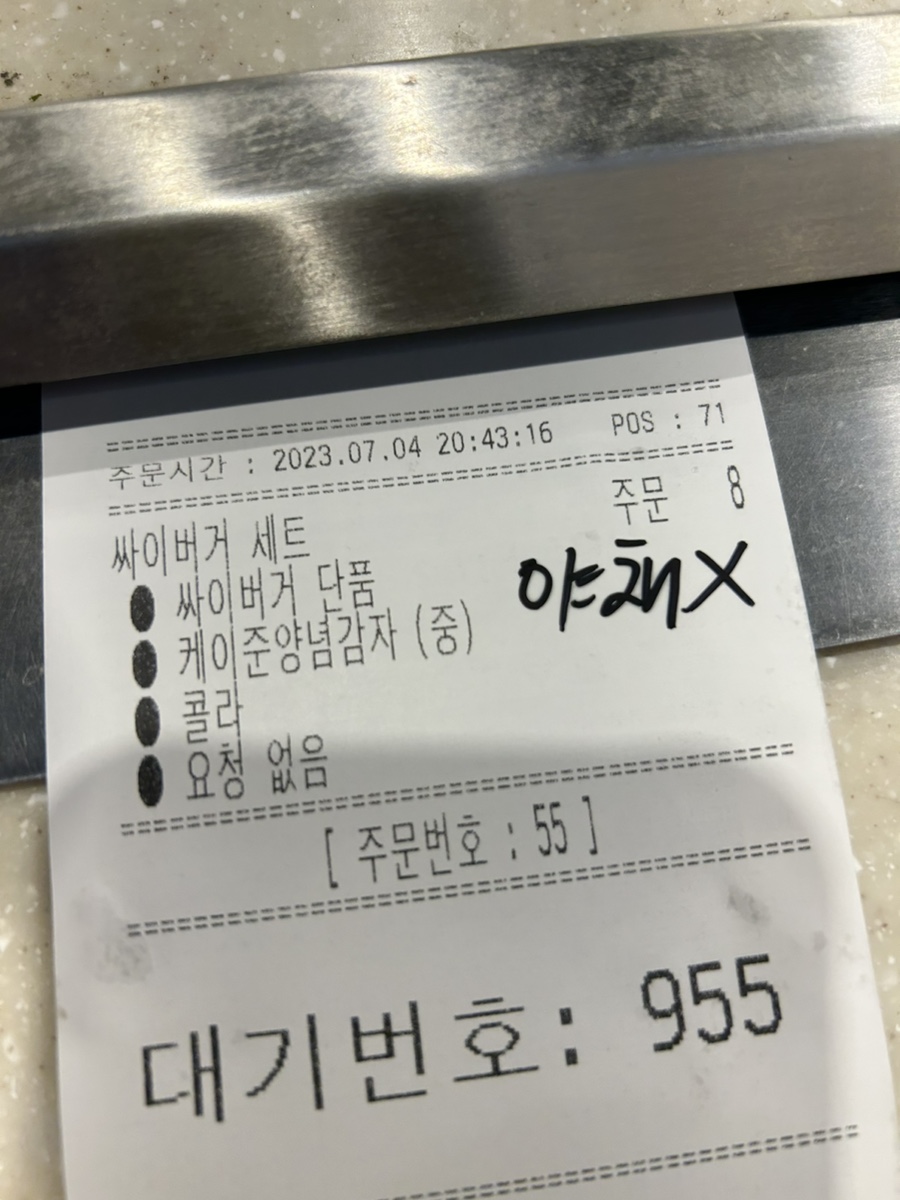 주문시간 : 2023.07.04 20:43:16 POS : 71
주문 8
싸이버거 세트
● 싸이버거 단품
야채X
● 케이준양념감자 (중)
● 콜라
● 요청 없음
[ 주문번호 : 55 ]
대기번호: 955